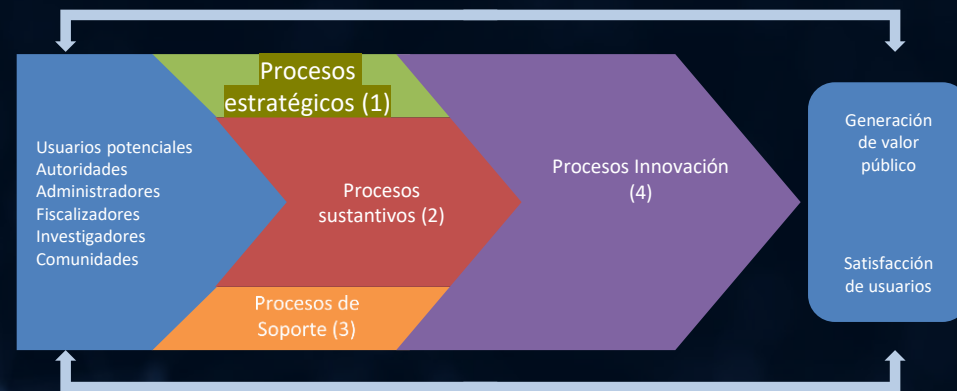 Procesos
estratégicos (1)
Usuarios potenciales
Autoridades
Administradores
Fiscalizadores
Investigadores
Comunidades
Procesos
sustantivos (2)
Procesos de
Soporte (3)
Procesos Innovación
(4)
Generación
de valor
público
Satisfacción
de usuarios